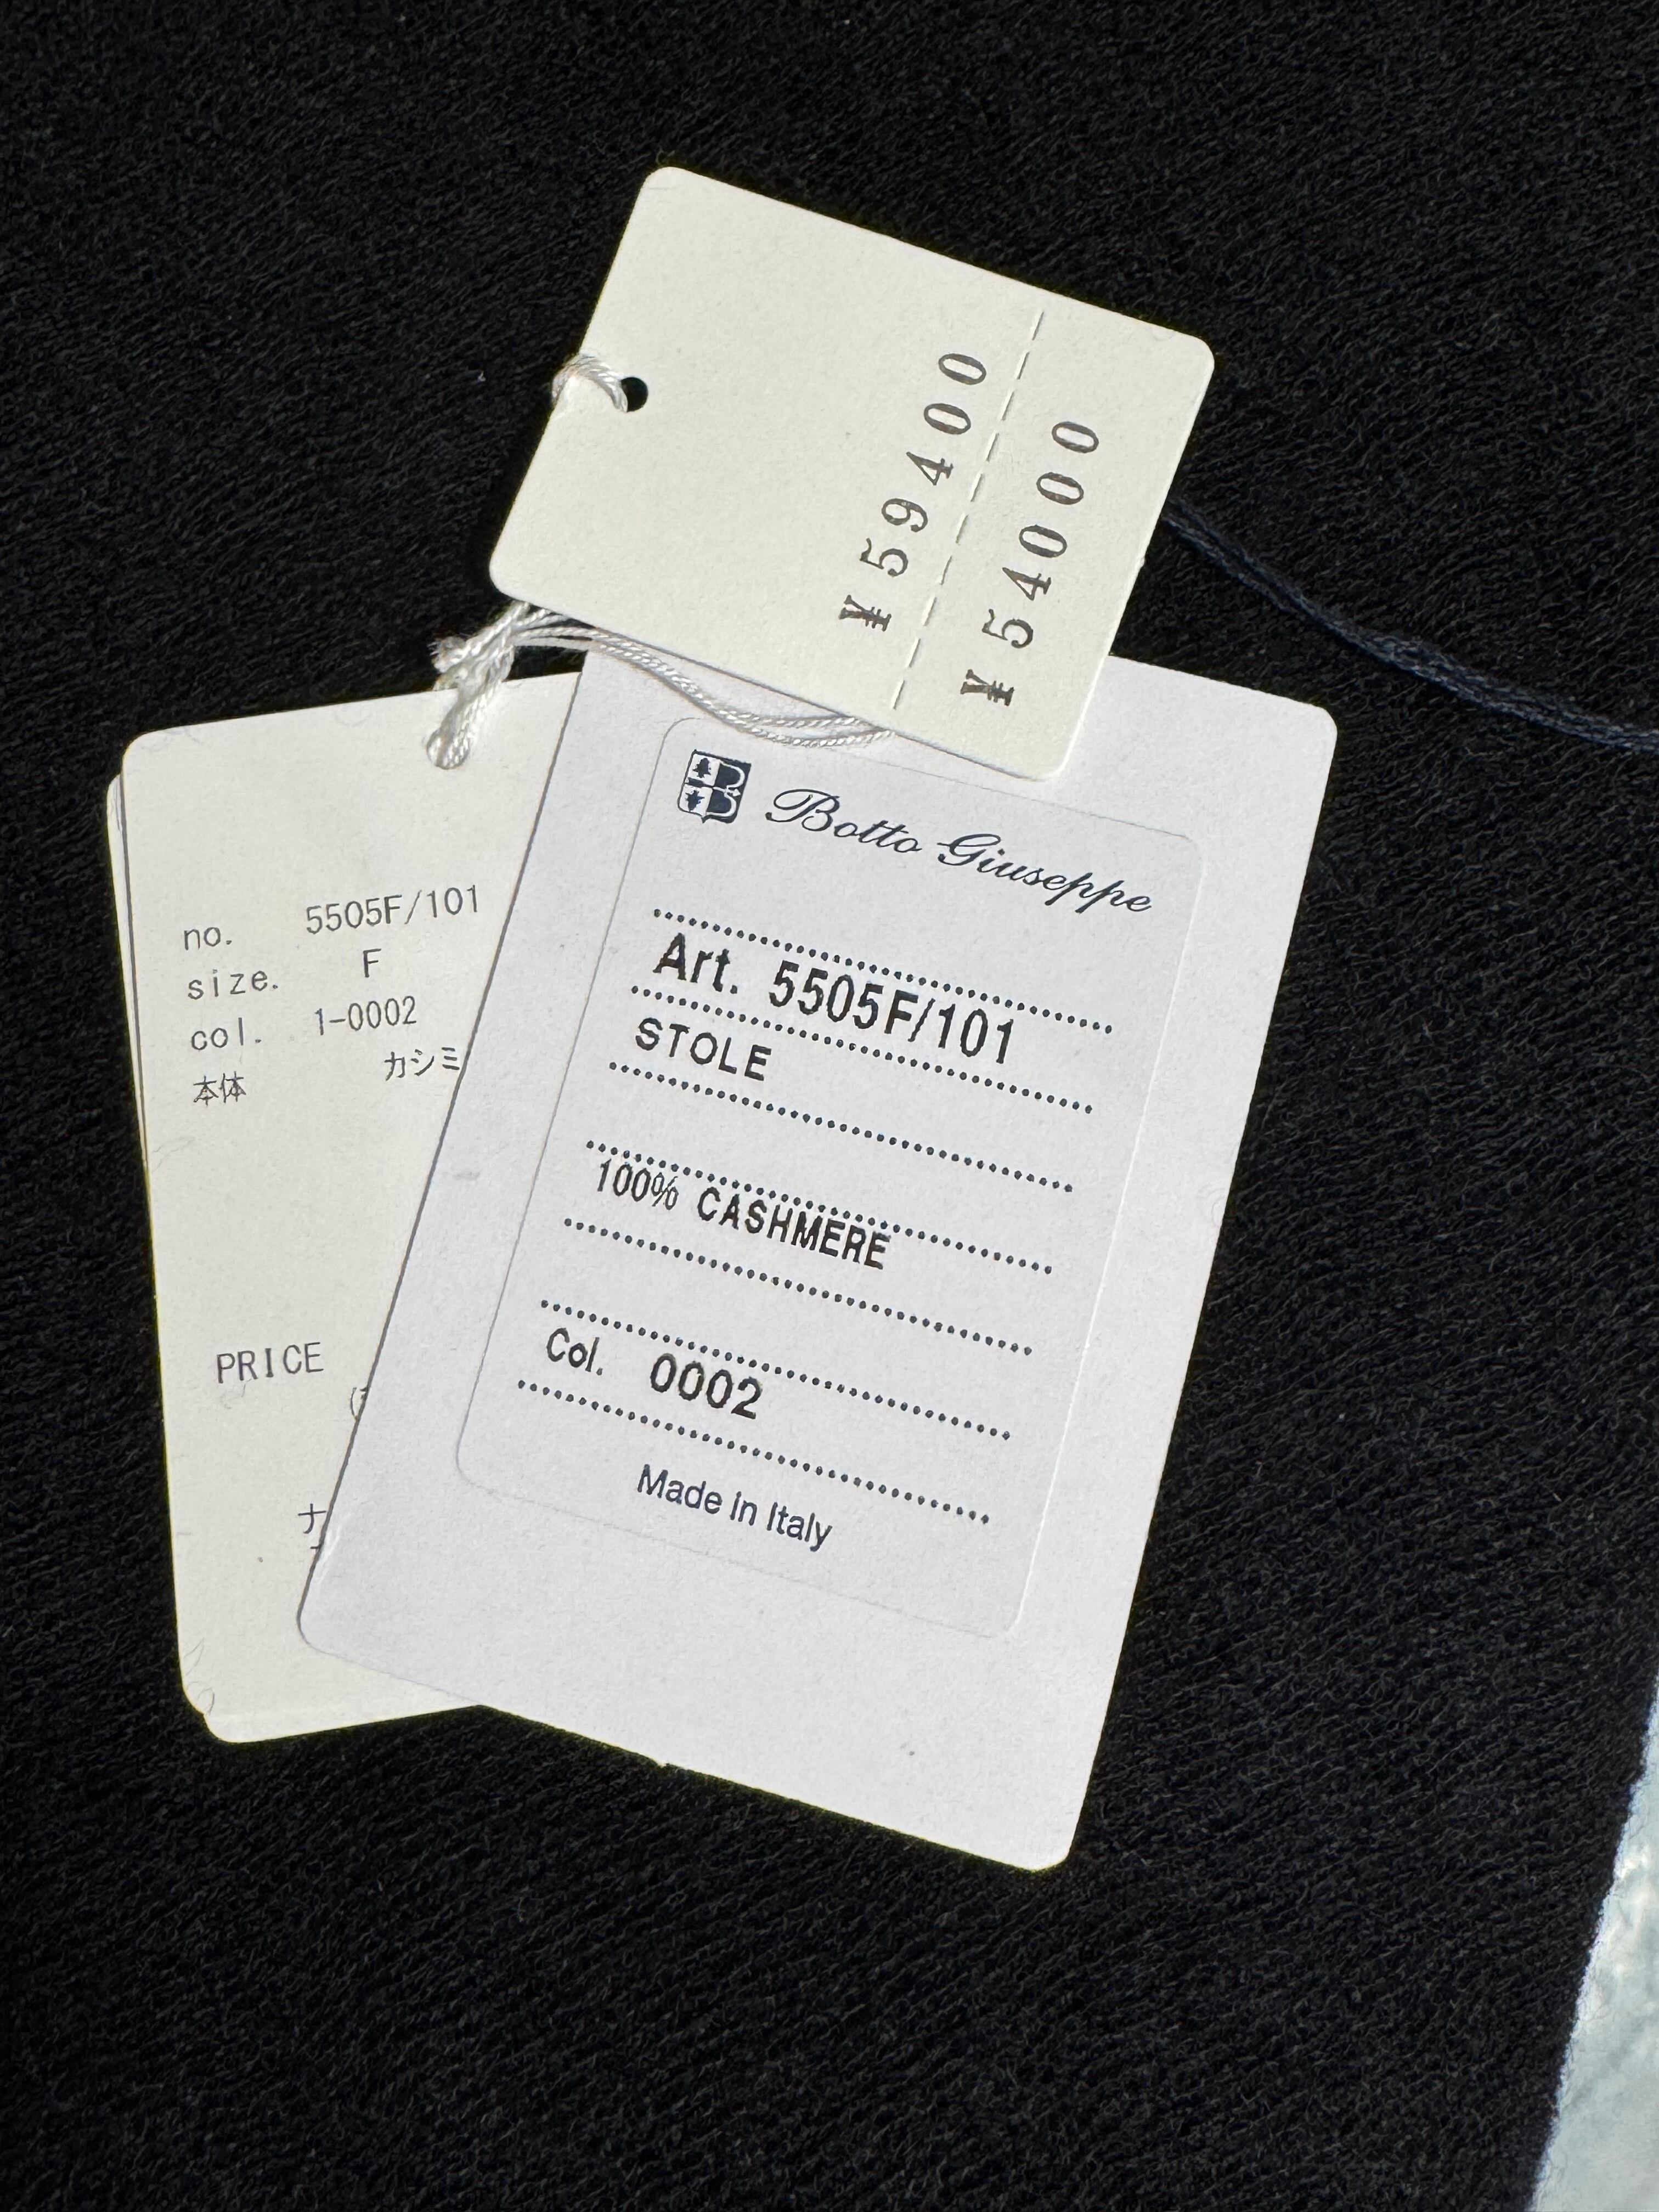 ¥59400
¥54000
Botto Giuseppe
Art. 5505F/101
STOLE
100% CASHMERE
Col. 0002
Made in Italy
no. 5505F/101
size. F
col. 1-0002
本体 カシミ
PRICE